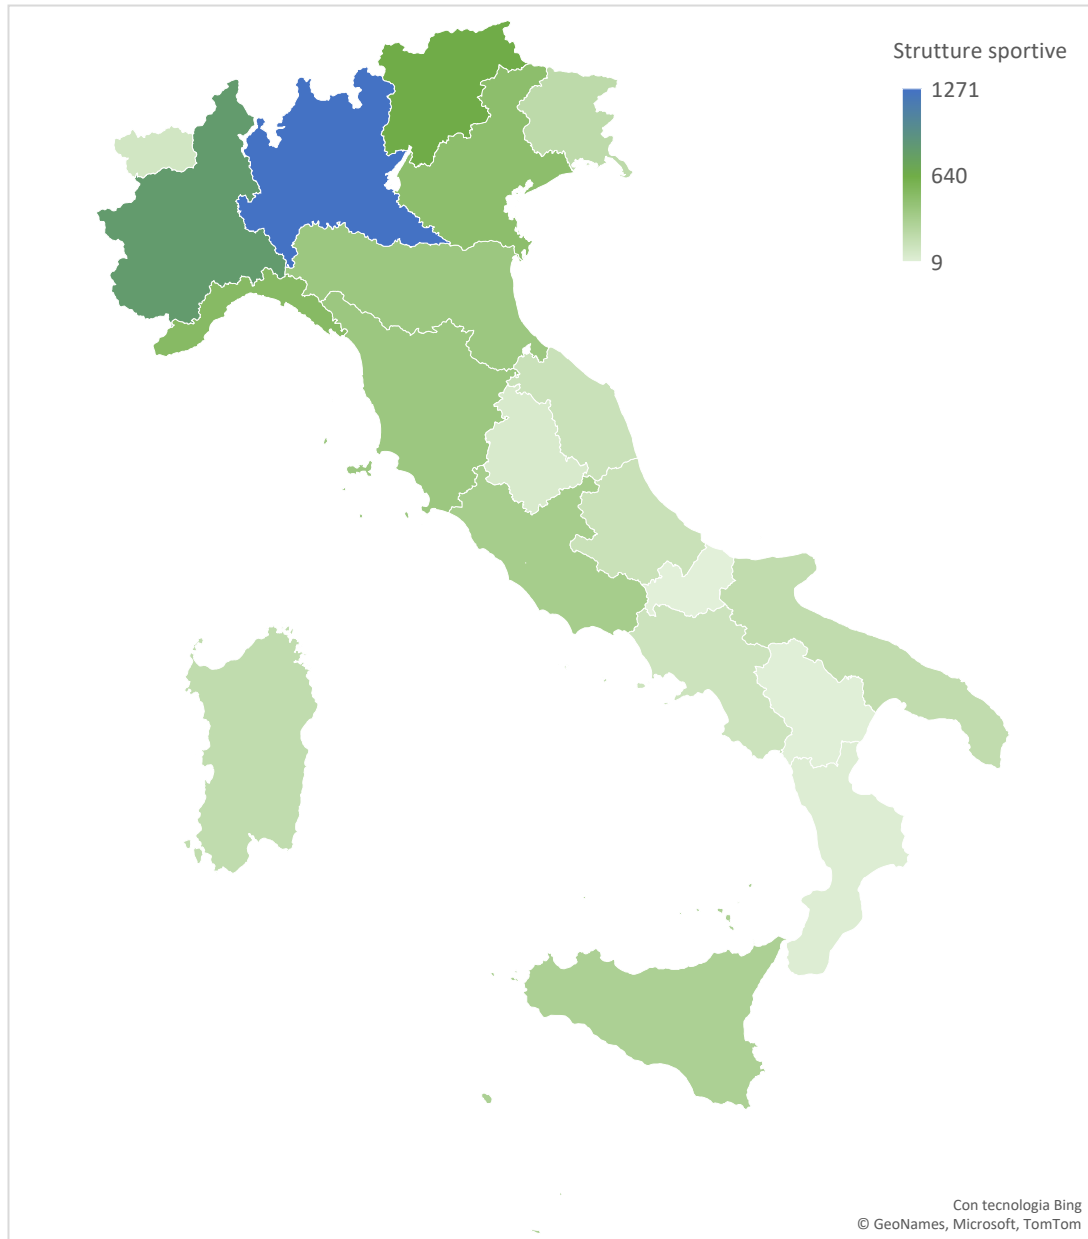 Strutture sportive
1271
640
9
Con tecnologia Bing
© GeoNames, Microsoft, TomTom